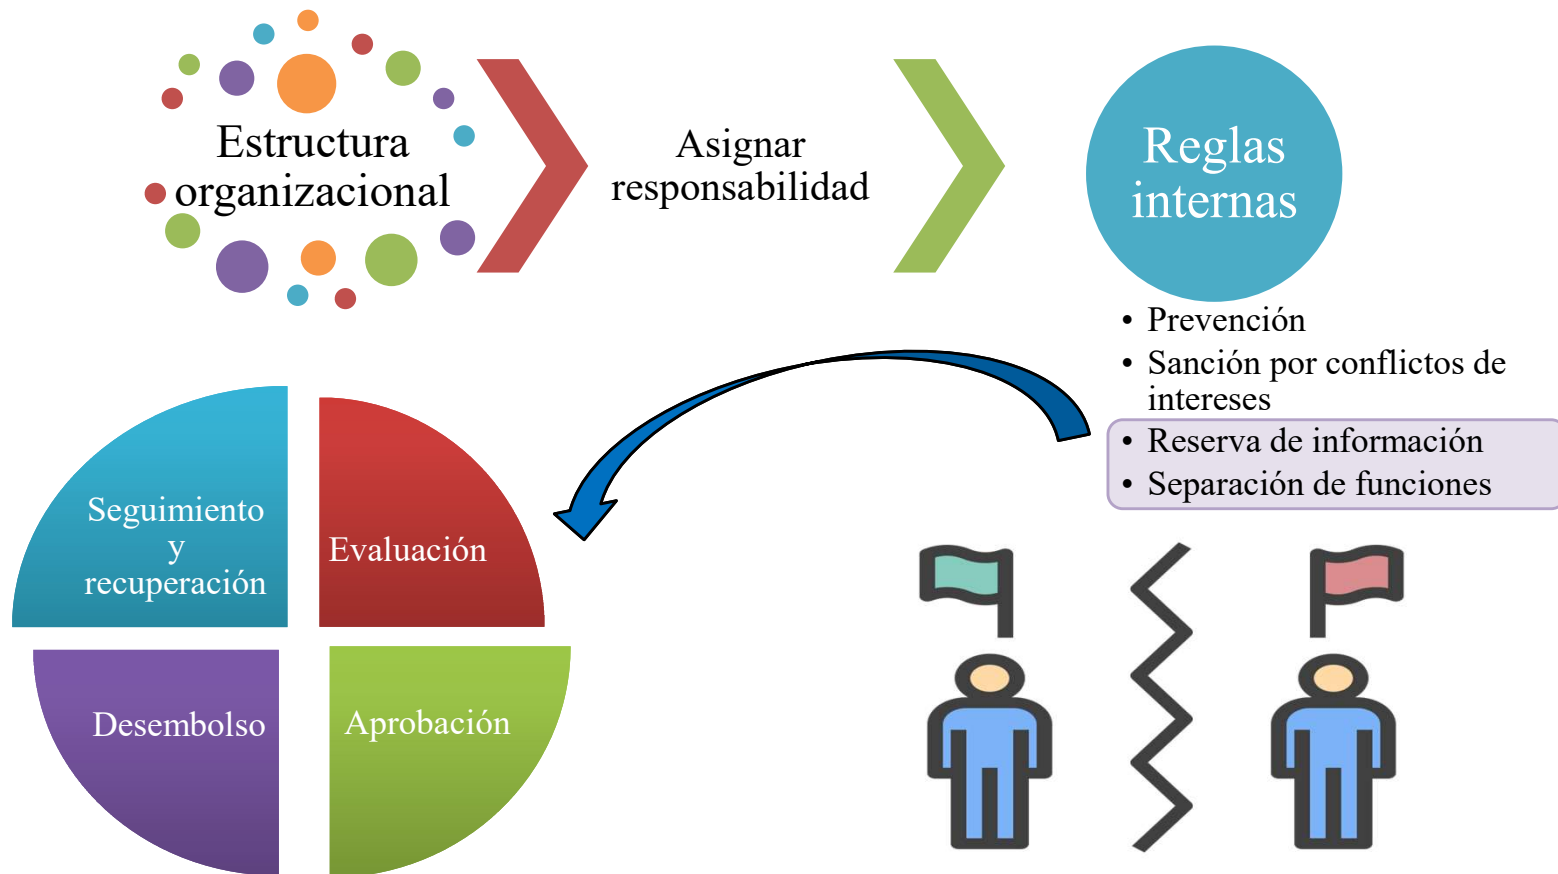 Estructura
organizacional
Asignar
responsabilidad
Reglas
internas
• Prevención
• Sanción por conflictos de
intereses
• Reserva de información
• Separación de funciones
Seguimiento
y
recuperación
Evaluación
Desembolso
Aprobación